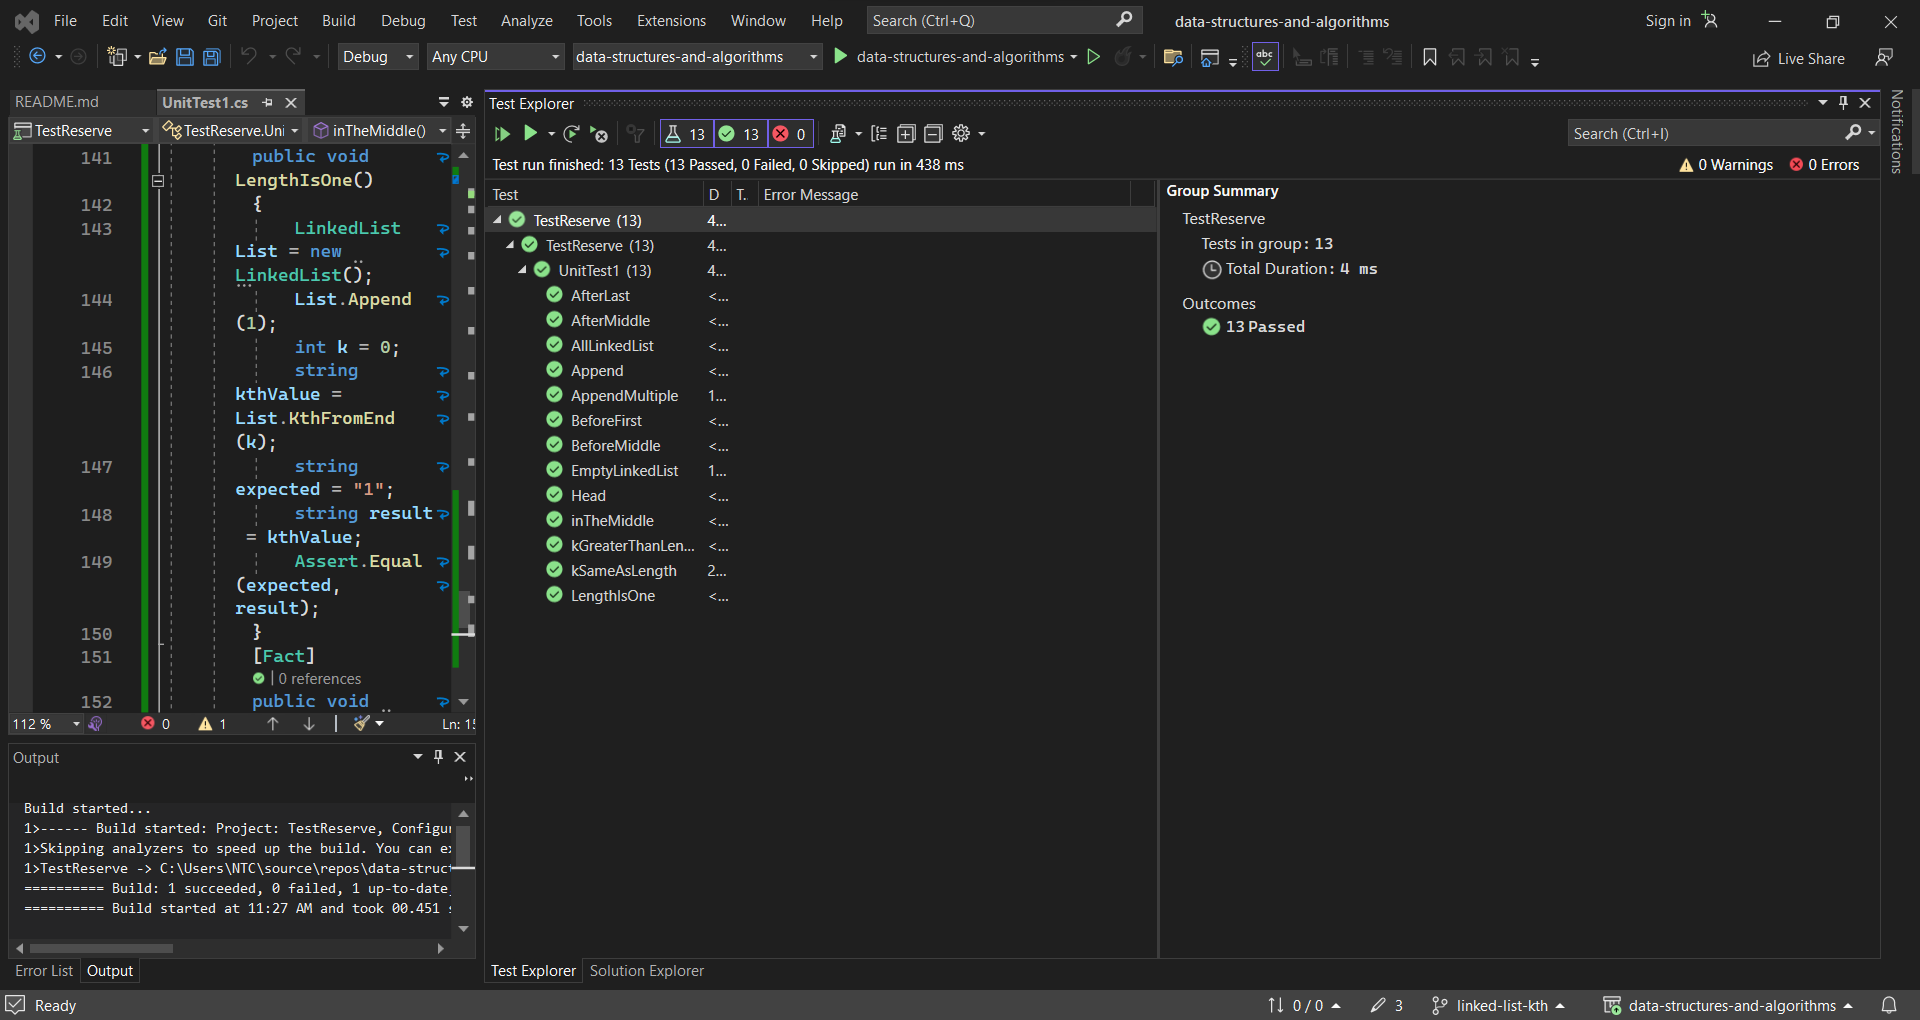 File Edit View Git Project Build Debug Test Analyze Tools Extensions Window Help Search (Ctrl+Q) data-structures-and-algorithms Sign in
Debug Any CPU data-structures-and-algorithms data-structures-and-algorithms Live Share
README.md UnitTest1.cs
TestReserve TestReserve.Uni inTheMiddle()
141 public void
LengthIsOne()
142 {
143 LinkedList
List = new
LinkedList();
144 List.Append
(1);
145 int k = 0;
146 string
kthValue =
List.KthFromEnd
(k);
147 string
expected = "1";
148 string result
= kthValue;
149 Assert.Equal
(expected,
result);
150 }
151 [Fact]
0 references
152 public void
112 % 0 1 Ln: 15
Output
Build started...
1>------ Build started: Project: TestReserve, Configur
1>Skipping analyzers to speed up the build. You can ex
1>TestReserve -> C:\Users\NTC\source\repos\data-struct
========== Build: 1 succeeded, 0 failed, 1 up-to-date,
========== Build started at 11:27 AM and took 00.451 s
Error List Output
Test Explorer
13 13 0
Search (Ctrl+I)
Test run finished: 13 Tests (13 Passed, 0 Failed, 0 Skipped) run in 438 ms
0 Warnings 0 Errors
Test D T. Error Message
TestReserve (13) 4...
TestReserve (13) 4...
UnitTest1 (13) 4...
AfterLast <...
AfterMiddle <...
AllLinkedList <...
Append <...
AppendMultiple 1...
BeforeFirst <...
BeforeMiddle <...
EmptyLinkedList 1...
Head <...
inTheMiddle <...
kGreaterThanLen... <...
kSameAsLength 2...
LengthIsOne <...
Group Summary
TestReserve
Tests in group: 13
Total Duration: 4 ms
Outcomes
13 Passed
Test Explorer Solution Explorer
Notifications
Ready 0 / 0 3 linked-list-kth data-structures-and-algorithms